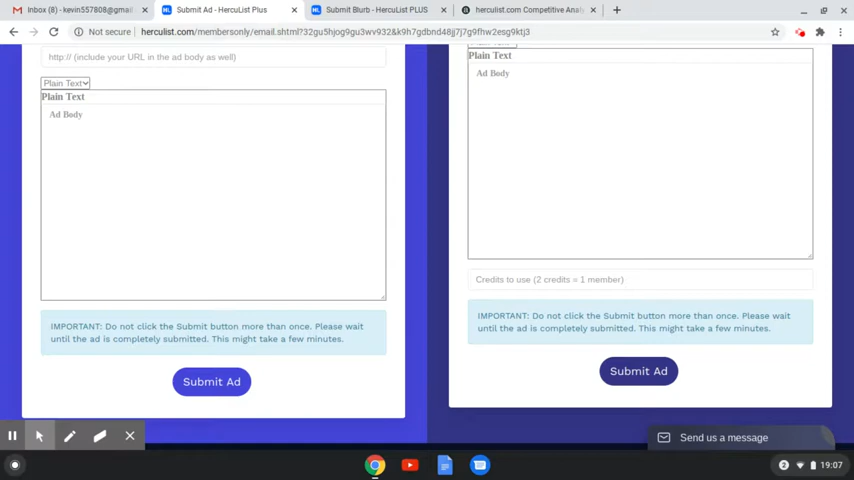 Inbox (8) - kevin557808@gmail
Submit Ad - HercuList Plus
Submit Blurb - HercuList PLUS
herculist.com Competitive Analy
Not secure
herculist.com/membersonly/email.shtml?32gu5hjog9gu3wv932&k9h7gdbnd48jj7j7g9fhw2esg9ktj3
http:// (include your URL in the ad body as well)
Plain Text
Plain Text
Ad Body
IMPORTANT: Do not click the Submit button more than once. Please wait
until the ad is completely submitted. This might take a few minutes.
Submit Ad
Plain Text
Ad Body
Credits to use (2 credits = 1 member)
IMPORTANT: Do not click the Submit button more than once. Please wait
until the ad is completely submitted. This might take a few minutes.
Submit Ad
Send us a message
2
19:07